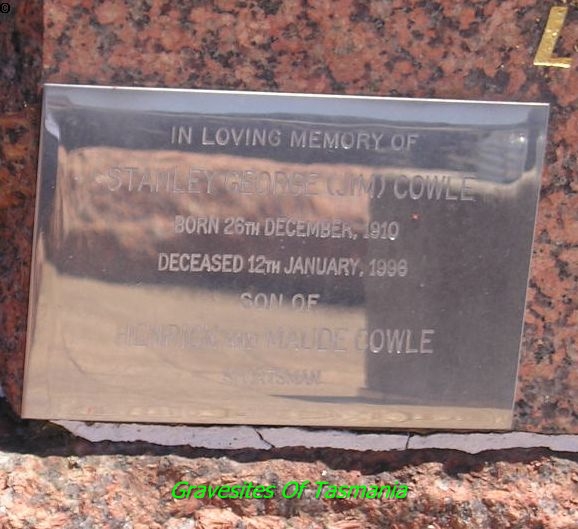 ©
L
IN LOVING MEMORY OF
STANLEY GEORGE (JIM) COWLE
BORN 26TH DECEMBER, 1910
DECEASED 12TH JANUARY, 1996
SON OF
HENRICK AND MAUDE COWLE
SPORTSMAN
Gravesites Of Tasmania